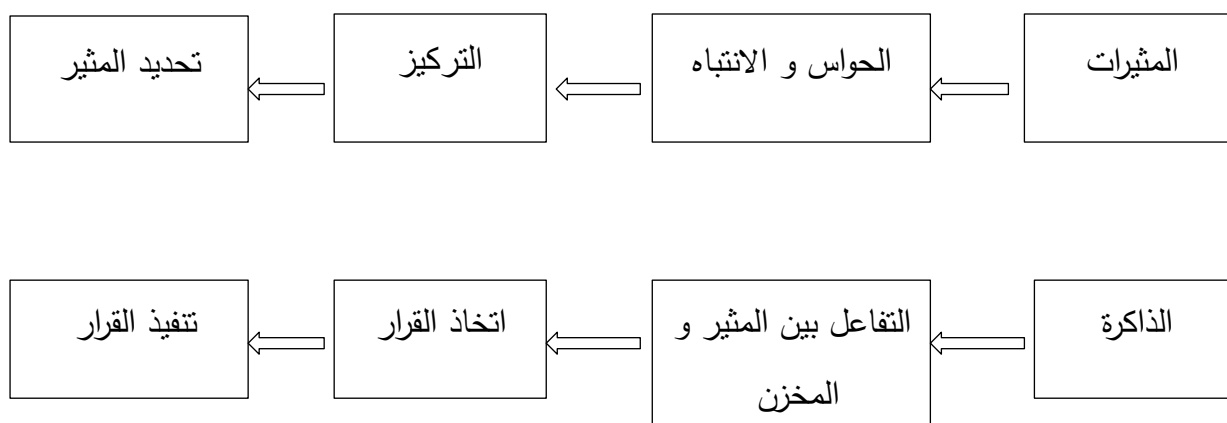 المثيرات
الحواس و الانتباه
التركيز
تحديد المثير
الذاكرة
التفاعل بين المثير و
المخزن
اتخاذ القرار
تنفيذ القرار